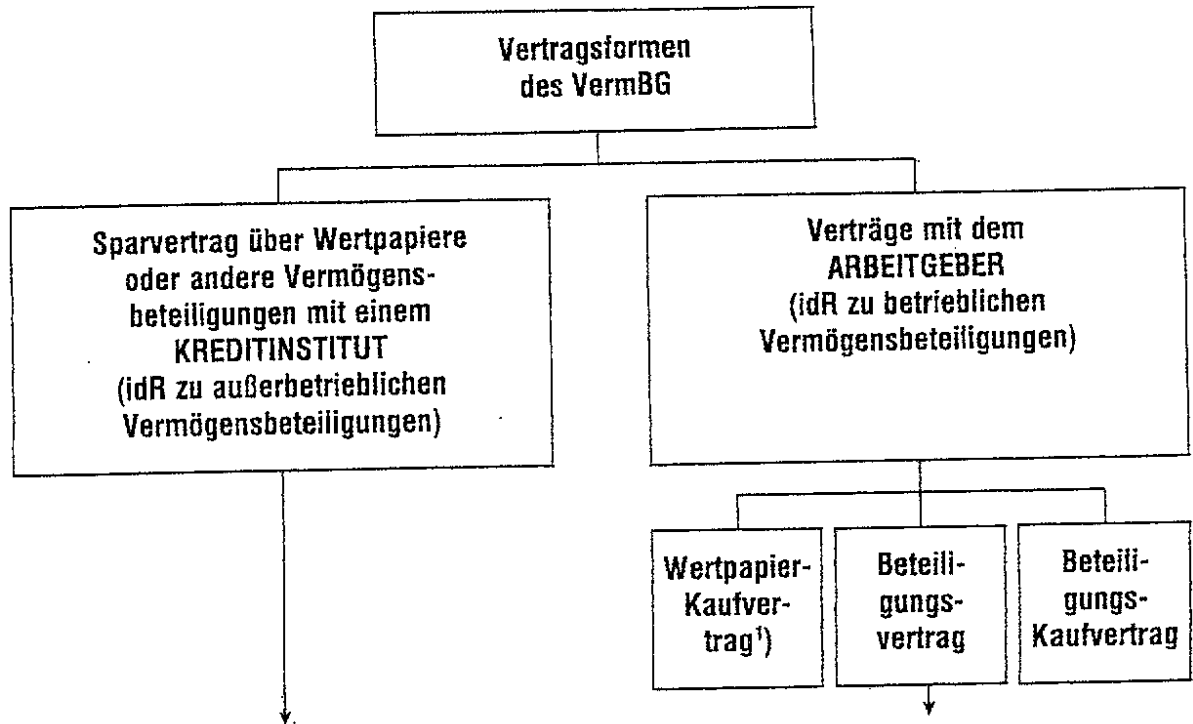 Vertragsformen
des VermBG
Sparvertrag über Wertpapiere
oder andere Vermögens-
beteiligungen mit einem
KREDITINSTITUT
(idR zu außerbetrieblichen
Vermögensbeteiligungen)
Verträge mit dem
ARBEITGEBER
(idR zu betrieblichen
Vermögensbeteiligungen)
Wertpapier-
Kaufver-
trag¹)
Beteili-
gungs-
vertrag
Beteili-
gungs-
Kaufvertrag